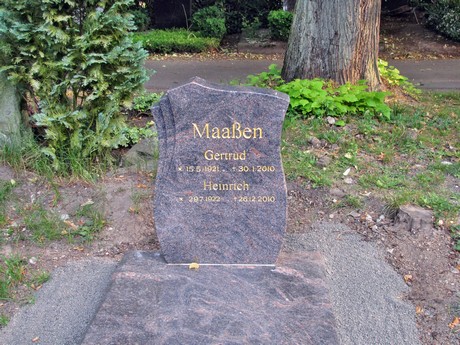 Maaßen
Gertrud
* 15.5.1921 † 30.1.2010
Heinrich
* 29.7.1922 † 26.12.2010